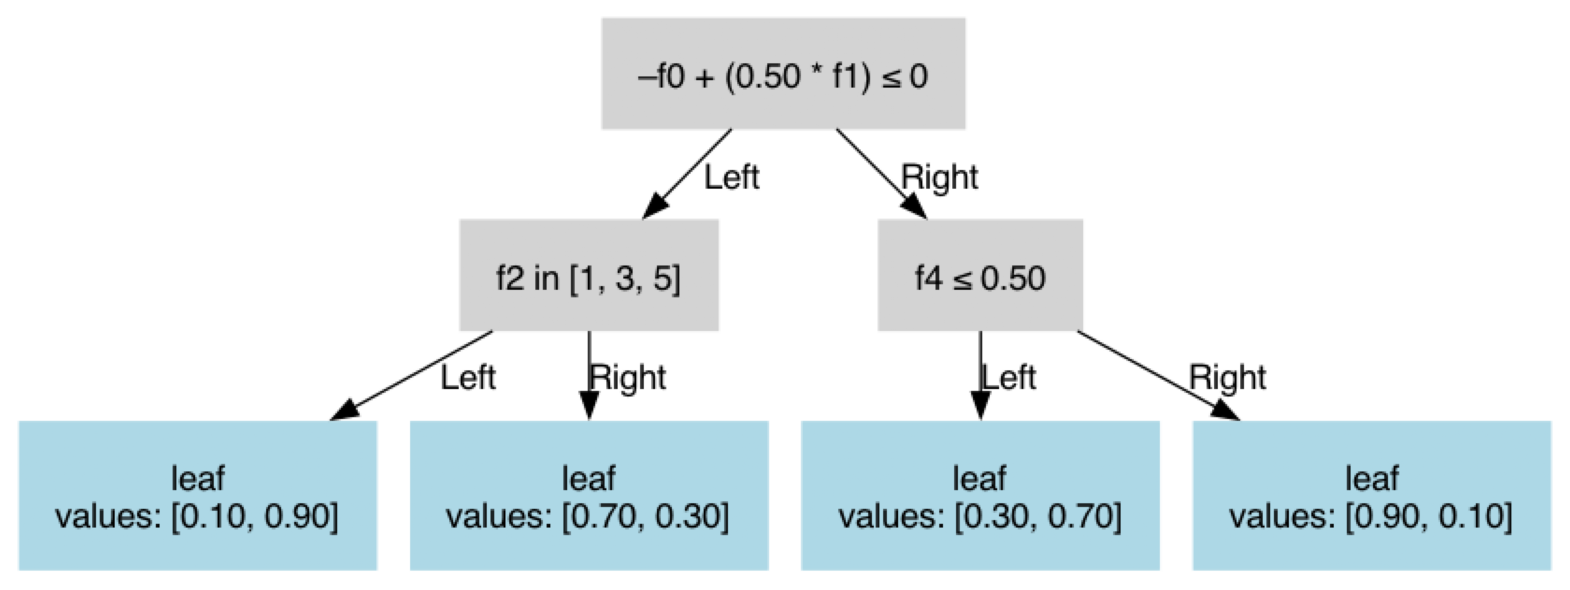 –f0 + (0.50 * f1) ≤ 0
Left
Right
f2 in [1, 3, 5]
f4 ≤ 0.50
Left
Right
Left
Right
leaf
values: [0.10, 0.90]
leaf
values: [0.70, 0.30]
leaf
values: [0.30, 0.70]
leaf
values: [0.90, 0.10]